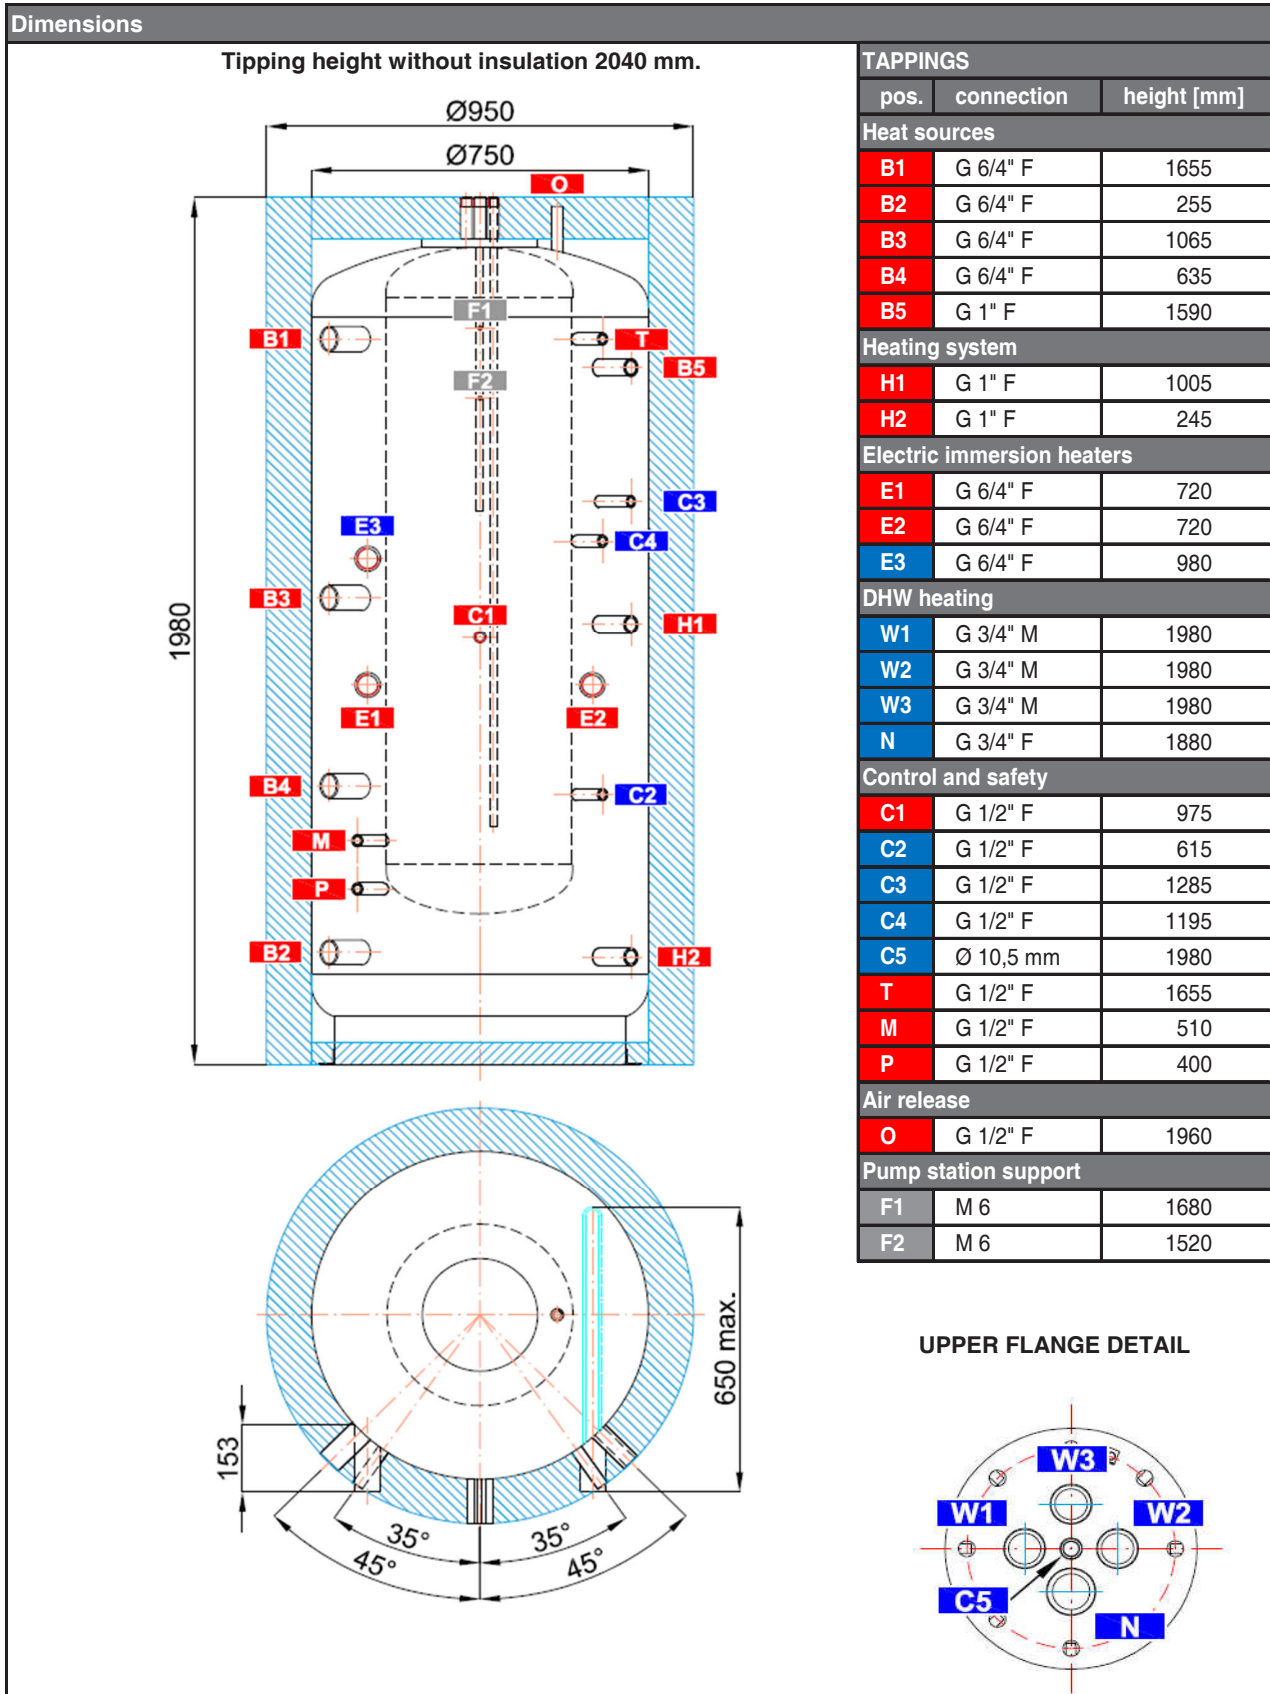 Dimensions
Tipping height without insulation 2040 mm.
Ø950
Ø750
O
F1
B1
T
B5
F2
C3
E3
C4
B3
C1
H1
1980
E1
E2
B4
C2
M
P
B2
H2
650 max.
153
35°
35°
45°
45°
TAPPINGS
pos. connection height [mm]
Heat sources
B1 G 6/4" F 1655
B2 G 6/4" F 255
B3 G 6/4" F 1065
B4 G 6/4" F 635
B5 G 1" F 1590
Heating system
H1 G 1" F 1005
H2 G 1" F 245
Electric immersion heaters
E1 G 6/4" F 720
E2 G 6/4" F 720
E3 G 6/4" F 980
DHW heating
W1 G 3/4" M 1980
W2 G 3/4" M 1980
W3 G 3/4" M 1980
N G 3/4" F 1880
Control and safety
C1 G 1/2" F 975
C2 G 1/2" F 615
C3 G 1/2" F 1285
C4 G 1/2" F 1195
C5 Ø 10,5 mm 1980
T G 1/2" F 1655
M G 1/2" F 510
P G 1/2" F 400
Air release
O G 1/2" F 1960
Pump station support
F1 M 6 1680
F2 M 6 1520
UPPER FLANGE DETAIL
W3
W1
W2
C5
N